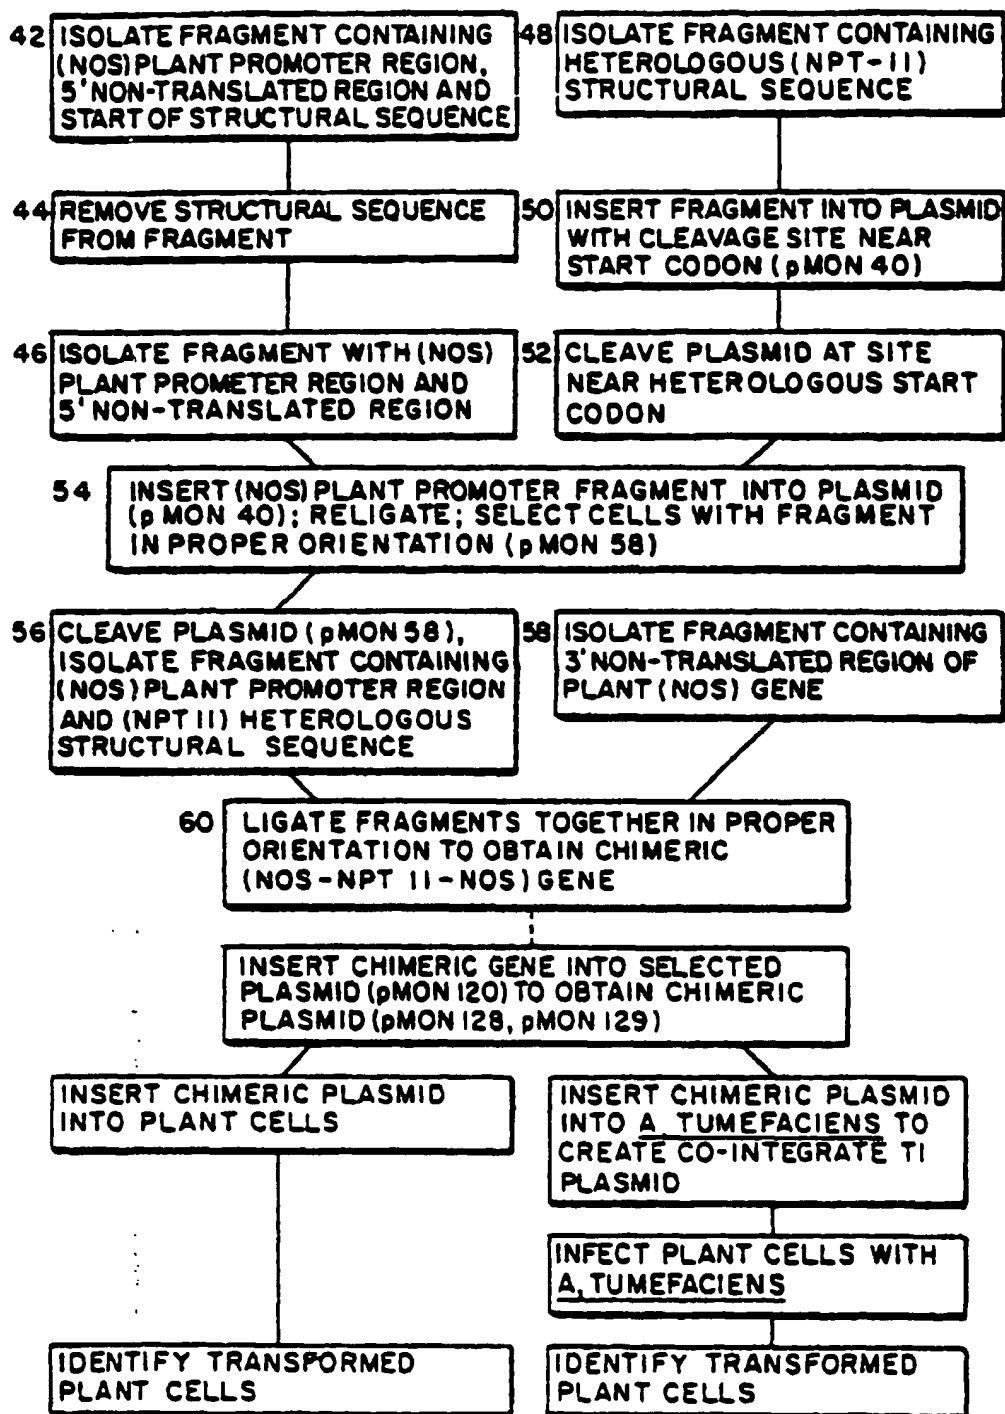 42 ISOLATE FRAGMENT CONTAINING
(NOS) PLANT PROMOTER REGION,
5' NON-TRANSLATED REGION AND
START OF STRUCTURAL SEQUENCE
48 ISOLATE FRAGMENT CONTAINING
HETEROLOGOUS (NPT-II)
STRUCTURAL SEQUENCE
44 REMOVE STRUCTURAL SEQUENCE
FROM FRAGMENT
50 INSERT FRAGMENT INTO PLASMID
WITH CLEAVAGE SITE NEAR
START CODON (pMON 40)
46 ISOLATE FRAGMENT WITH (NOS)
PLANT PROMETER REGION AND
5' NON-TRANSLATED REGION
52 CLEAVE PLASMID AT SITE
NEAR HETEROLOGOUS START
CODON
54 INSERT (NOS) PLANT PROMOTER FRAGMENT INTO PLASMID
(pMON 40); RELIGATE; SELECT CELLS WITH FRAGMENT
IN PROPER ORIENTATION (pMON 58)
56 CLEAVE PLASMID (pMON 58),
ISOLATE FRAGMENT CONTAINING
(NOS) PLANT PROMOTER REGION
AND (NPT II) HETEROLOGOUS
STRUCTURAL SEQUENCE
58 ISOLATE FRAGMENT CONTAINING
3' NON-TRANSLATED REGION OF
PLANT (NOS) GENE
60 LIGATE FRAGMENTS TOGETHER IN PROPER
ORIENTATION TO OBTAIN CHIMERIC
(NOS-NPT II-NOS) GENE
INSERT CHIMERIC GENE INTO SELECTED
PLASMID (pMON 120) TO OBTAIN CHIMERIC
PLASMID (pMON 128, pMON 129)
INSERT CHIMERIC PLASMID
INTO PLANT CELLS
INSERT CHIMERIC PLASMID
INTO A. TUMEFACIENS TO
CREATE CO-INTEGRATE TI
PLASMID
INFECT PLANT CELLS WITH
A. TUMEFACIENS
IDENTIFY TRANSFORMED
PLANT CELLS
IDENTIFY TRANSFORMED
PLANT CELLS